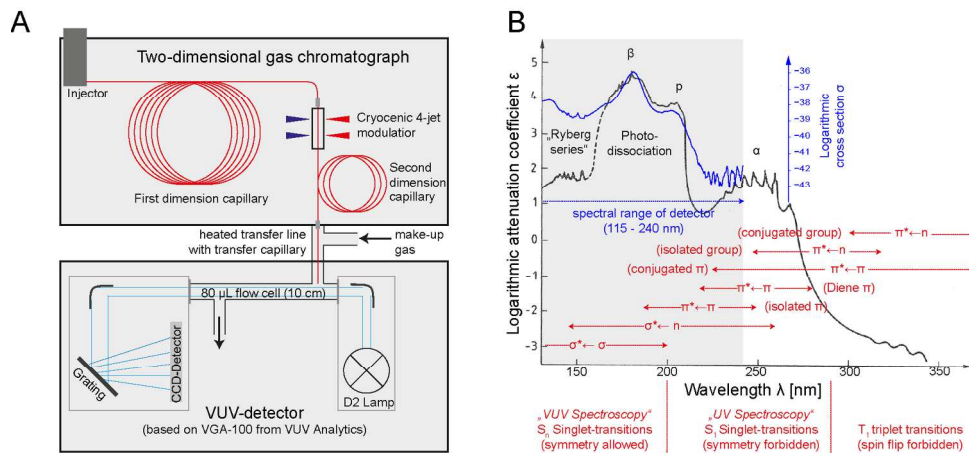 A
Two-dimensional gas chromatograph
Injector
Cryocenic 4-jet
modulatior
Second
dimension
capillary
First dimension capillary
heated transfer line
with transfer capillary
make-up
gas
80 µL flow cell (10 cm)
Grating
CCD-Detector
D2 Lamp
VUV-detector
(based on VGA-100 from VUV Analytics)
B
Logarithmic attenuation coefficient ε
5
4
3
2
1
0
-1
-2
-3
β
p
α
„Ryberg
series“
Photo-
dissociation
-36
-37
-38
-39
-40
-41
-42
-43
Logarithmic
cross section σ
spectral range of detector
(115 - 240 nm)
(conjugated group)
π*←n
(isolated group)
π*←n
(conjugated π)
π*←π
π*←π
(Diene π)
π*←π
(isolated π)
σ*← n
σ*← σ
150
200
250
300
350
Wavelength λ [nm]
„VUV Spectroscopy“
Sn Singlet-transitions
(symmetry allowed)
„UV Spectroscopy“
S1 Singlet-transitions
(symmetry forbidden)
T1 triplet transitions
(spin flip forbidden)